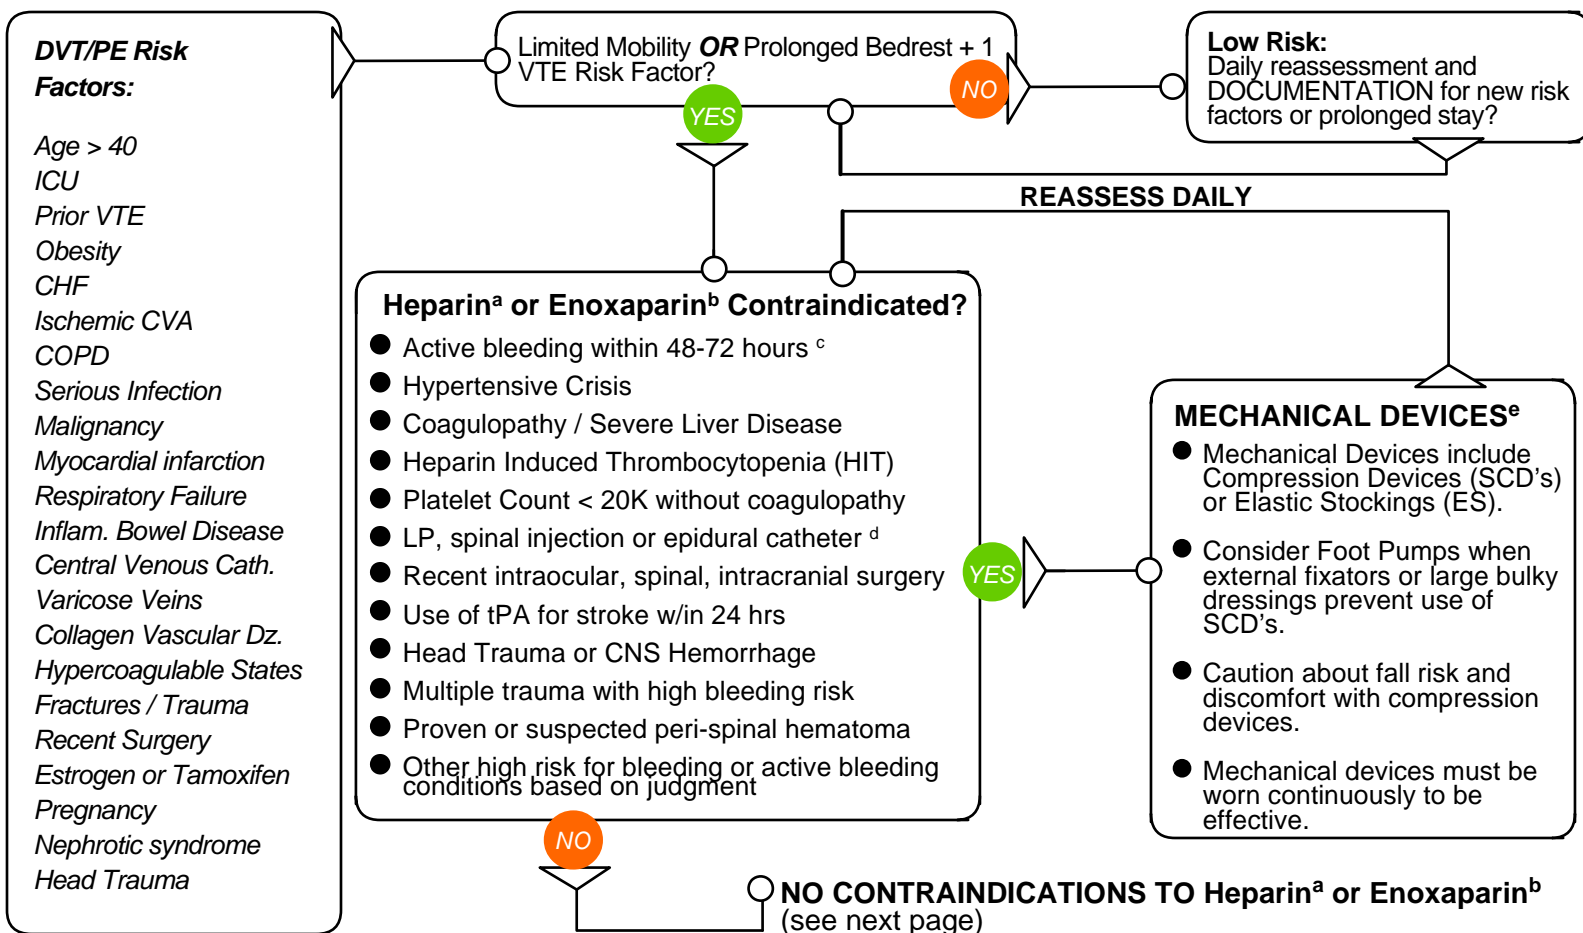 DVT/PE Risk
Factors:
Age > 40
ICU
Prior VTE
Obesity
CHF
Ischemic CVA
COPD
Serious Infection
Malignancy
Myocardial infarction
Respiratory Failure
Inflam. Bowel Disease
Central Venous Cath.
Varicose Veins
Collagen Vascular Dz.
Hypercoagulable States
Fractures / Trauma
Recent Surgery
Estrogen or Tamoxifen
Pregnancy
Nephrotic syndrome
Head Trauma
Limited Mobility OR Prolonged Bedrest + 1
VTE Risk Factor?
YES
NO
Low Risk:
Daily reassessment and
DOCUMENTATION for new risk
factors or prolonged stay?
REASSESS DAILY
Heparinᵃ or Enoxaparinᵇ Contraindicated?
● Active bleeding within 48-72 hours ᶜ
● Hypertensive Crisis
● Coagulopathy / Severe Liver Disease
● Heparin Induced Thrombocytopenia (HIT)
● Platelet Count < 20K without coagulopathy
● LP, spinal injection or epidural catheter ᵈ
● Recent intraocular, spinal, intracranial surgery
● Use of tPA for stroke w/in 24 hrs
● Head Trauma or CNS Hemorrhage
● Multiple trauma with high bleeding risk
● Proven or suspected peri-spinal hematoma
● Other high risk for bleeding or active bleeding
conditions based on judgment
YES
NO
MECHANICAL DEVICESᵉ
● Mechanical Devices include
Compression Devices (SCD's)
or Elastic Stockings (ES).
● Consider Foot Pumps when
external fixators or large bulky
dressings prevent use of
SCD's.
● Caution about fall risk and
discomfort with compression
devices.
● Mechanical devices must be
worn continuously to be
effective.
NO CONTRAINDICATIONS TO Heparinᵃ or Enoxaparinᵇ
(see next page)